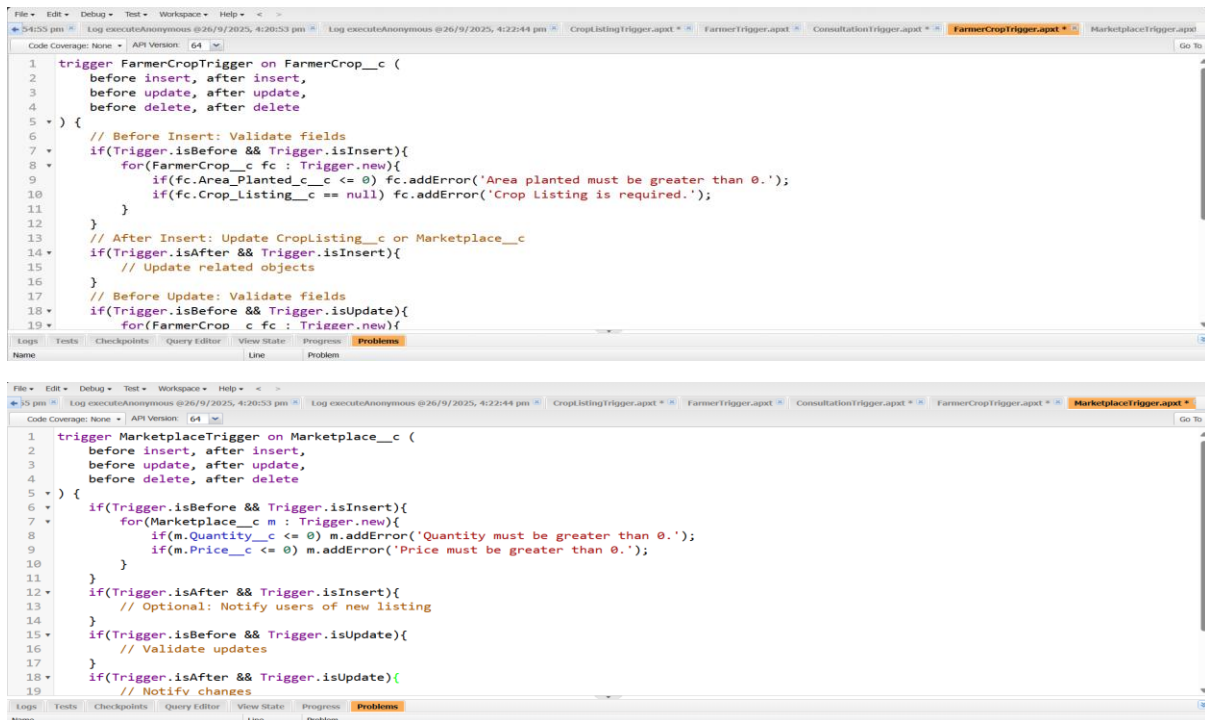 File Edit Debug Test Workspace Help < >
54:55 pm Log executeAnonymous @26/9/2025, 4:20:53 pm Log executeAnonymous @26/9/2025, 4:22:44 pm CropListingTrigger.apxt * FarmerTrigger.apxt ConsultationTrigger.apxt * FarmerCropTrigger.apxt * MarketplaceTrigger.apxt
Code Coverage: None API Version: 64 Go To
1 trigger FarmerCropTrigger on FarmerCrop__c (
2 before insert, after insert,
3 before update, after update,
4 before delete, after delete
5 ) {
6 // Before Insert: Validate fields
7 if(Trigger.isBefore && Trigger.isInsert){
8 for(FarmerCrop__c fc : Trigger.new){
9 if(fc.Area_Planted_c__c <= 0) fc.addError('Area planted must be greater than 0.');
10 if(fc.Crop_Listing__c == null) fc.addError('Crop Listing is required.');
11 }
12 }
13 // After Insert: Update CropListing__c or Marketplace__c
14 if(Trigger.isAfter && Trigger.isInsert){
15 // Update related objects
16 }
17 // Before Update: Validate fields
18 if(Trigger.isBefore && Trigger.isUpdate){
19 for(FarmerCrop__c fc : Trigger.new){
Logs Tests Checkpoints Query Editor View State Progress Problems
Name Line Problem
File Edit Debug Test Workspace Help < >
55 pm Log executeAnonymous @26/9/2025, 4:20:53 pm Log executeAnonymous @26/9/2025, 4:22:44 pm CropListingTrigger.apxt * FarmerTrigger.apxt ConsultationTrigger.apxt * FarmerCropTrigger.apxt * MarketplaceTrigger.apxt *
Code Coverage: None API Version: 64 Go To
1 trigger MarketplaceTrigger on Marketplace__c (
2 before insert, after insert,
3 before update, after update,
4 before delete, after delete
5 ) {
6 if(Trigger.isBefore && Trigger.isInsert){
7 for(Marketplace__c m : Trigger.new){
8 if(m.Quantity__c <= 0) m.addError('Quantity must be greater than 0.');
9 if(m.Price__c <= 0) m.addError('Price must be greater than 0.');
10 }
11 }
12 if(Trigger.isAfter && Trigger.isInsert){
13 // Optional: Notify users of new listing
14 }
15 if(Trigger.isBefore && Trigger.isUpdate){
16 // Validate updates
17 }
18 if(Trigger.isAfter && Trigger.isUpdate){
19 // Notify changes
Logs Tests Checkpoints Query Editor View State Progress Problems
Name Line Problem